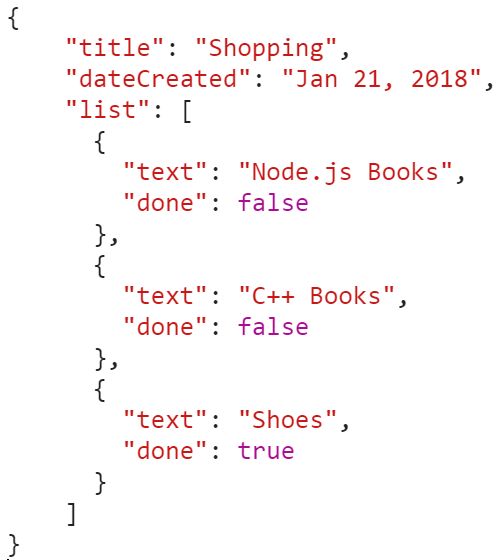 {
"title": "Shopping",
"dateCreated": "Jan 21, 2018",
"list": [
{
"text": "Node.js Books",
"done": false
},
{
"text": "C++ Books",
"done": false
},
{
"text": "Shoes",
"done": true
}
]
}